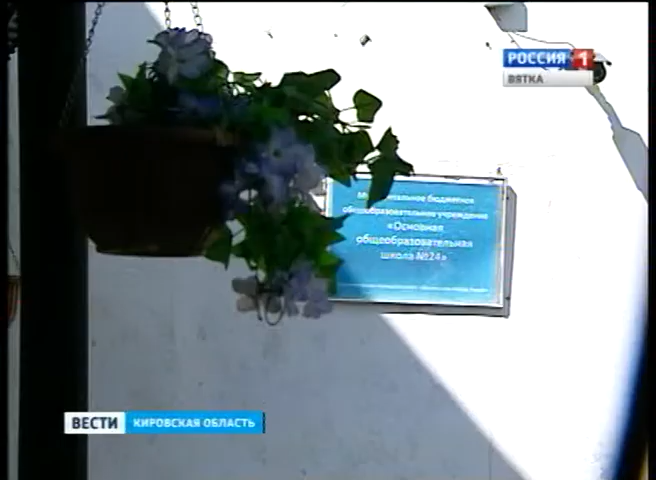 РОССИЯ 1
ВЯТКА
бюджетное
общеобразовательное учреждение
«Основная
общеобразовательная
школа №24»
ВЕСТИ КИРОВСКАЯ ОБЛАСТЬ